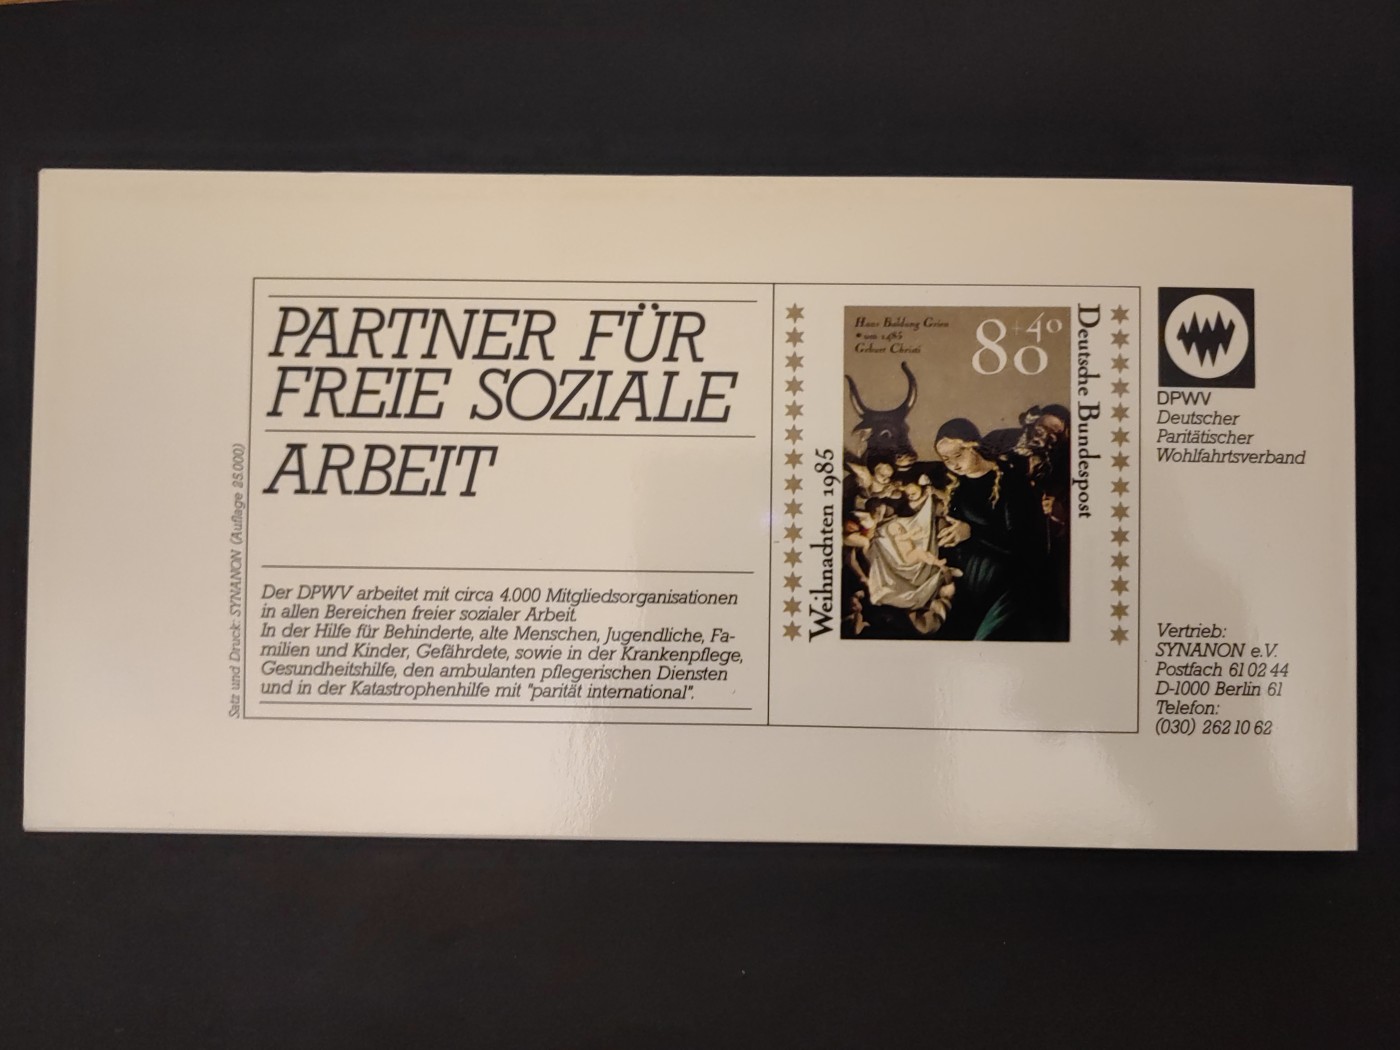 PARTNER FÜR
FREIE SOZIALE
ARBEIT
Der DPWV arbeitet mit circa 4.000 Mitgliedsorganisationen
in allen Bereichen freier sozialer Arbeit.
In der Hilfe für Behinderte, alte Menschen, Jugendliche, Fa-
milien und Kinder, Gefährdete, sowie in der Krankenpflege,
Gesundheitshilfe, den ambulanten pflegerischen Diensten
und in der Katastrophenhilfe mit "parität international".
Satz und Druck: SYNANON (Auflage 25.000)
Hans Baldung Grien
* um 1485
Geburt Christi
80 +40
Weihnachten 1985
Deutsche Bundespost
DPWV
Deutscher
Paritätischer
Wohlfahrtsverband
Vertrieb:
SYNANON e.V.
Postfach 61 02 44
D-1000 Berlin 61
Telefon:
(030) 262 10 62